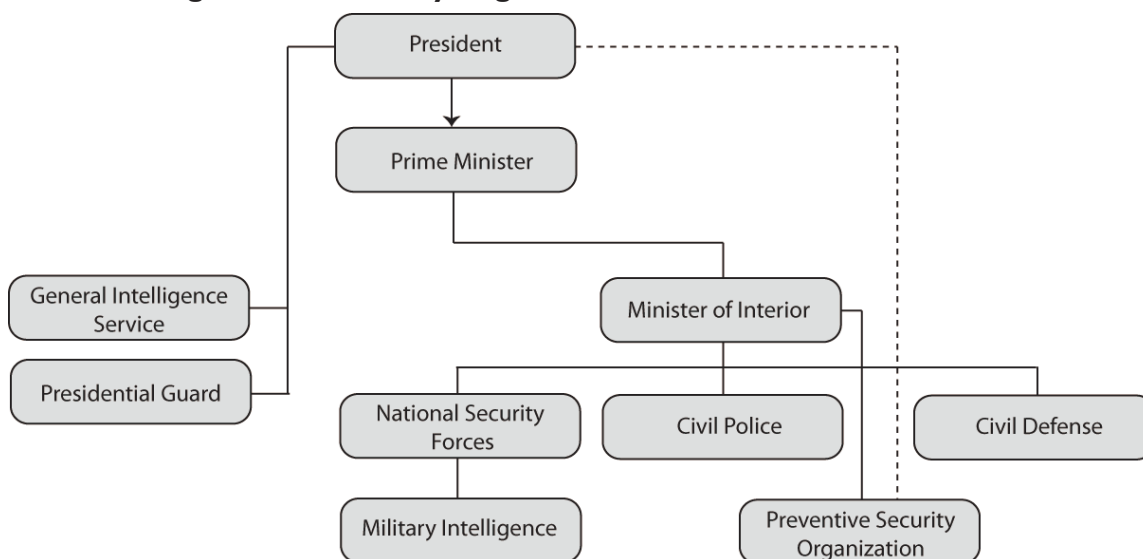 President
Prime Minister
General Intelligence
Service
Minister of Interior
Presidential Guard
National Security
Forces
Civil Police
Civil Defense
Military Intelligence
Preventive Security
Organization